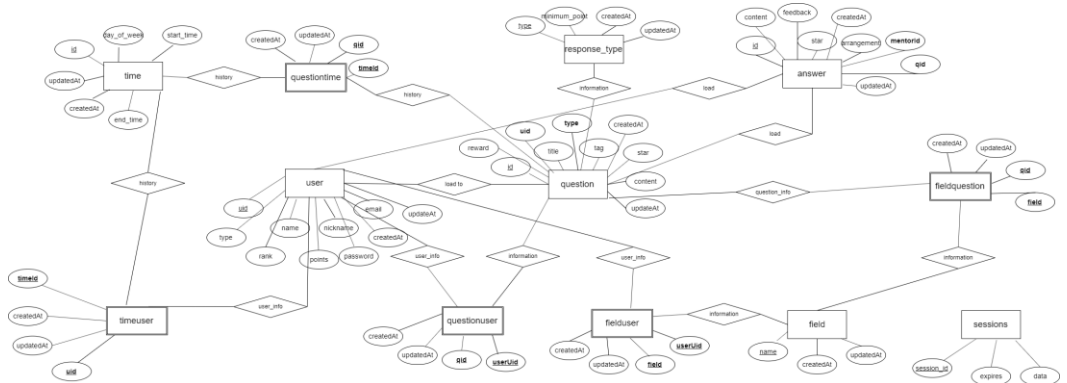 day_of_week
start_time
id
time
updatedAt
createdAt
end_time
history
createdAt
updatedAt
qid
timeid
questiontime
history
type
minimum_point
createdAt
updatedAt
response_type
information
content
feedback
createdAt
id
star
arrangement
mentorid
qid
updatedAt
answer
load
load
history
uid
type
createdAt
reward
title
tag
star
id
question
content
updateAt
user
load to
uid
type
name
email
updateAt
nickname
createdAt
rank
points
password
question_info
createdAt
updatedAt
qid
field
fieldquestion
information
user_info
information
user_info
timeid
createdAt
updatedAt
uid
timeuser
user_info
questionuser
createdAt
updatedAt
qid
userUid
fielduser
createdAt
updatedAt
field
userUid
information
field
name
createdAt
updatedAt
sessions
session_id
expires
data